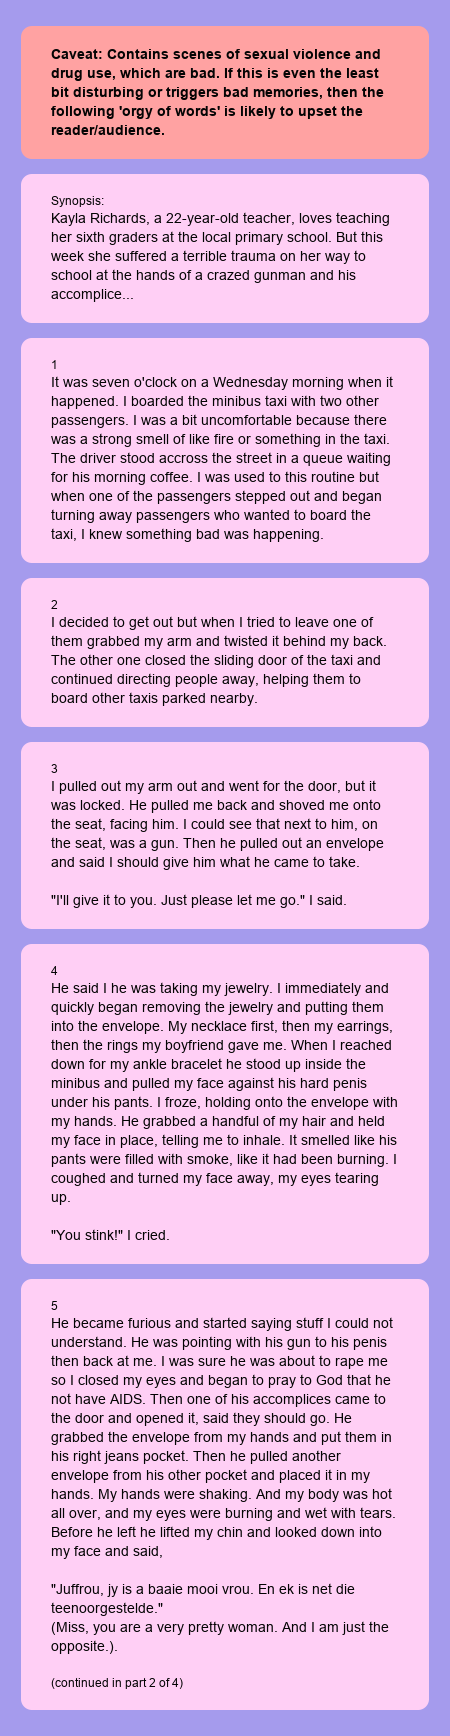 Caveat: Contains scenes of sexual violence and
drug use, which are bad. If this is even the least
bit disturbing or triggers bad memories, then the
following 'orgy of words' is likely to upset the
reader/audience.
Synopsis:
Kayla Richards, a 22-year-old teacher, loves teaching
her sixth graders at the local primary school. But this
week she suffered a terrible trauma on her way to
school at the hands of a crazed gunman and his
accomplice...
1
It was seven o'clock on a Wednesday morning when it
happened. I boarded the minibus taxi with two other
passengers. I was a bit uncomfortable because there
was a strong smell of like fire or something in the taxi.
The driver stood accross the street in a queue waiting
for his morning coffee. I was used to this routine but
when one of the passengers stepped out and began
turning away passengers who wanted to board the
taxi, I knew something bad was happening.
2
I decided to get out but when I tried to leave one of
them grabbed my arm and twisted it behind my back.
The other one closed the sliding door of the taxi and
continued directing people away, helping them to
board other taxis parked nearby.
3
I pulled out my arm out and went for the door, but it
was locked. He pulled me back and shoved me onto
the seat, facing him. I could see that next to him, on
the seat, was a gun. Then he pulled out an envelope
and said I should give him what he came to take.
"I'll give it to you. Just please let me go." I said.
4
He said I he was taking my jewelry. I immediately and
quickly began removing the jewelry and putting them
into the envelope. My necklace first, then my earrings,
then the rings my boyfriend gave me. When I reached
down for my ankle bracelet he stood up inside the
minibus and pulled my face against his hard penis
under his pants. I froze, holding onto the envelope with
my hands. He grabbed a handful of my hair and held
my face in place, telling me to inhale. It smelled like his
pants were filled with smoke, like it had been burning. I
coughed and turned my face away, my eyes tearing
up.
"You stink!" I cried.
5
He became furious and started saying stuff I could not
understand. He was pointing with his gun to his penis
then back at me. I was sure he was about to rape me
so I closed my eyes and began to pray to God that he
not have AIDS. Then one of his accomplices came to
the door and opened it, said they should go. He
grabbed the envelope from my hands and put them in
his right jeans pocket. Then he pulled another
envelope from his other pocket and placed it in my
hands. My hands were shaking. And my body was hot
all over, and my eyes were burning and wet with tears.
Before he left he lifted my chin and looked down into
my face and said,
"Juffrou, jy is a baaie mooi vrou. En ek is net die
teenoorgestelde."
(Miss, you are a very pretty woman. And I am just the
opposite.).
(continued in part 2 of 4)